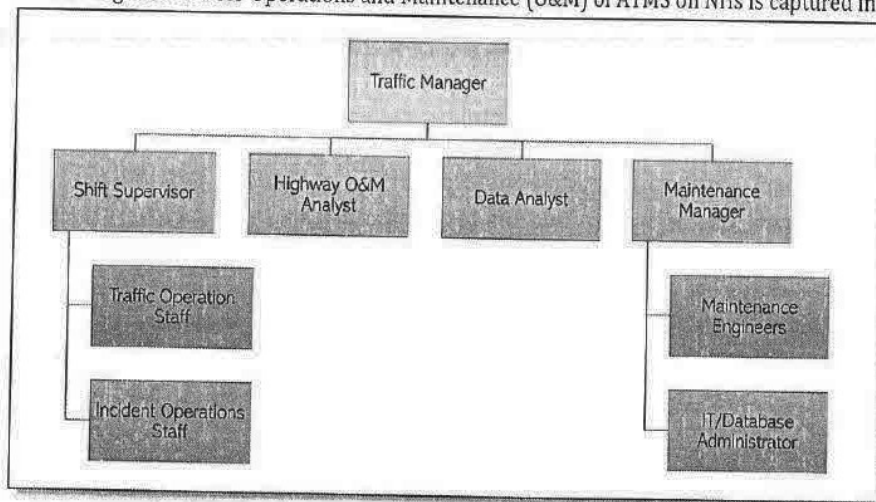 Operations and Maintenance (O&M) of ATMS on NHs is captured in
Traffic Manager
Shift Supervisor
Highway O&M
Analyst
Data Analyst
Maintenance
Manager
Traffic Operation
Staff
Incident Operations
Staff
Maintenance
Engineers
IT/Database
Administrator